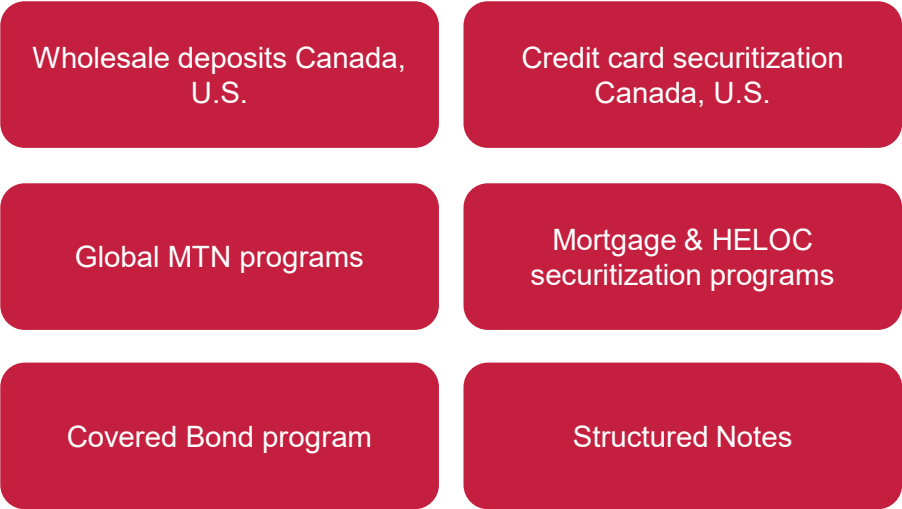 Wholesale deposits Canada,
U.S.
Credit card securitization
Canada, U.S.
Global MTN programs
Mortgage & HELOC
securitization programs
Covered Bond program
Structured Notes